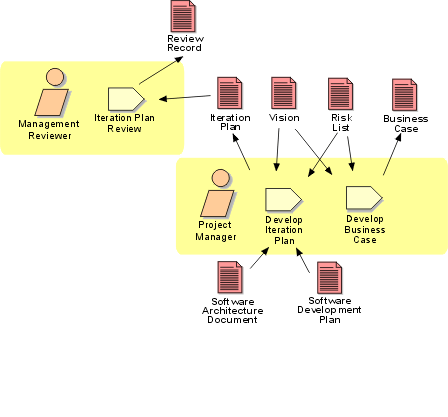 Review
Record
Management
Reviewer
Iteration Plan
Review
Iteration
Plan
Vision
Risk
List
Business
Case
Project
Manager
Develop
Iteration
Plan
Develop
Business
Case
Software
Architecture
Document
Software
Development
Plan